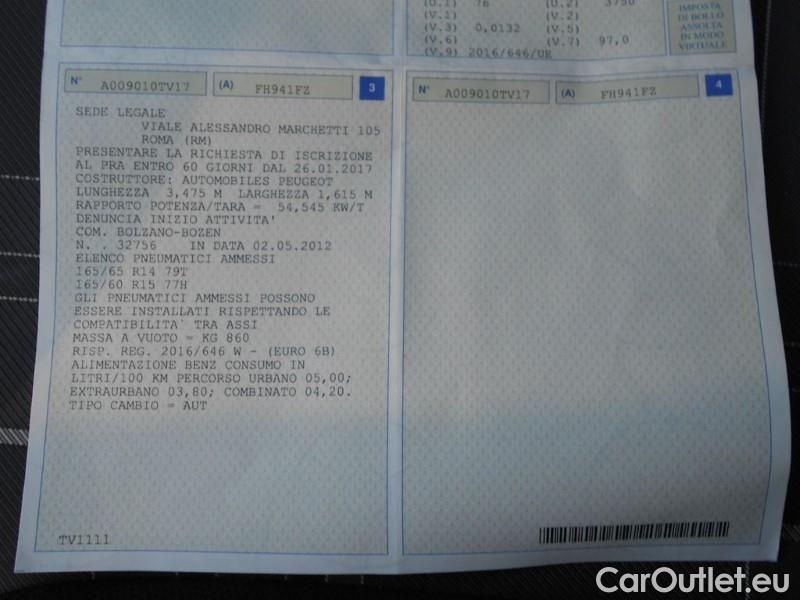 (U.1) 76 (U.2) 3750
(V.1) (V.2)
(V.3) 0,0132 (V.5)
(V.6) (V.7) 97,0
(V.9) 2016/646/UE
IMPOSTA
DI BOLLO
ASSOLTA
IN MODO
VIRTUALE
N° A009010TV17 (A) FH941FZ 3
SEDE LEGALE
VIALE ALESSANDRO MARCHETTI 105
ROMA (RM)
PRESENTARE LA RICHIESTA DI ISCRIZIONE
AL PRA ENTRO 60 GIORNI DAL 26.01.2017
COSTRUTTORE: AUTOMOBILES PEUGEOT
LUNGHEZZA 3,475 M LARGHEZZA 1,615 M
RAPPORTO POTENZA/TARA = 54,545 KW/T
DENUNCIA INIZIO ATTIVITA'
COM. BOLZANO-BOZEN
N. . 32756 IN DATA 02.05.2012
ELENCO PNEUMATICI AMMESSI
165/65 R14 79T
165/60 R15 77H
GLI PNEUMATICI AMMESSI POSSONO
ESSERE INSTALLATI RISPETTANDO LE
COMPATIBILITA' TRA ASSI
MASSA A VUOTO = KG 860
RISP. REG. 2016/646 W - (EURO 6B)
ALIMENTAZIONE BENZ CONSUMO IN
LITRI/100 KM PERCORSO URBANO 05,00;
EXTRAURBANO 03,80; COMBINATO 04,20.
TIPO CAMBIO = AUT
TV1111
N° A009010TV17 (A) FH941FZ 4
CarOutlet.eu